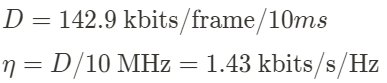 D = 142.9 kbits/frame/10ms
η = D/10 MHz = 1.43 kbits/s/Hz